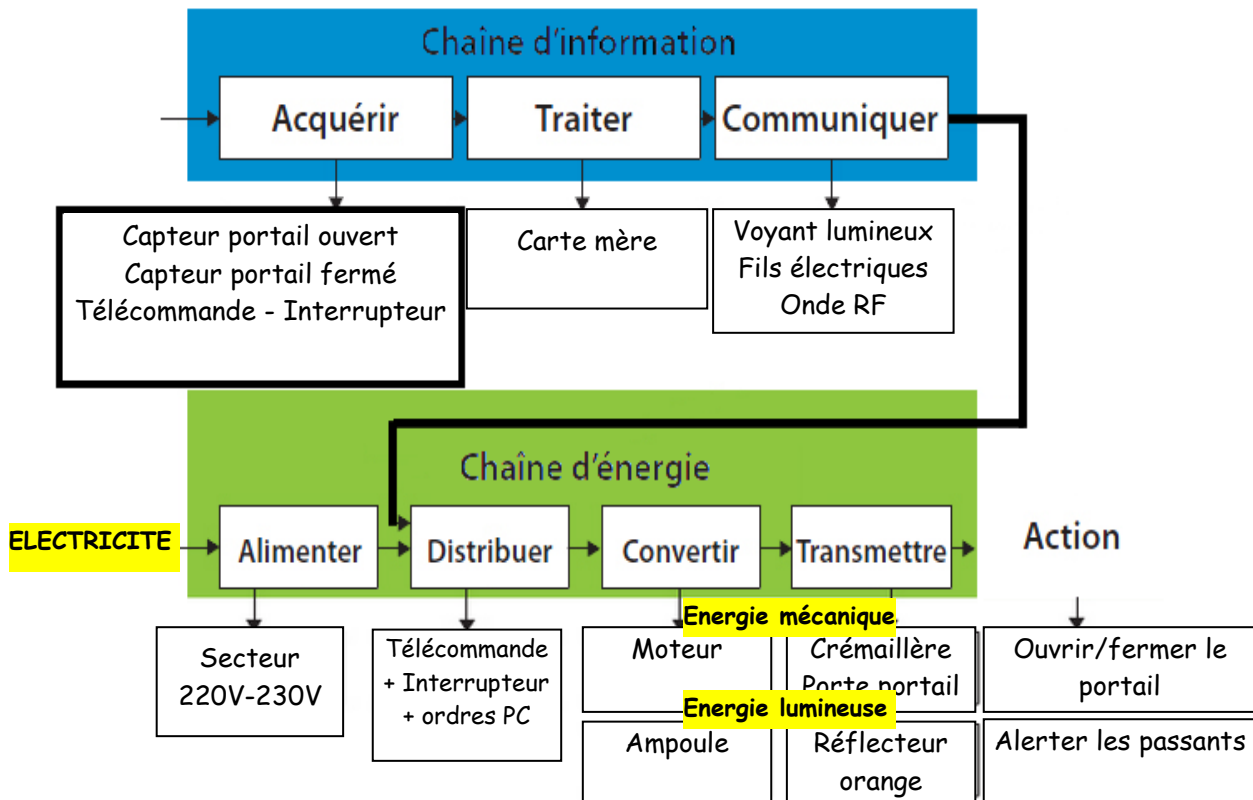 Chaîne d'information
Acquérir
Traiter
Communiquer
Capteur portail ouvert
Capteur portail fermé
Télécommande - Interrupteur
Carte mère
Voyant lumineux
Fils électriques
Onde RF
Chaîne d'énergie
ELECTRICITE
Alimenter
Distribuer
Convertir
Transmettre
Action
Secteur
220V-230V
Télécommande
+ Interrupteur
+ ordres PC
Energie mécanique
Moteur
Crémaillère
Porte portail
Ouvrir/fermer le
portail
Energie lumineuse
Ampoule
Réflecteur
orange
Alerter les passants